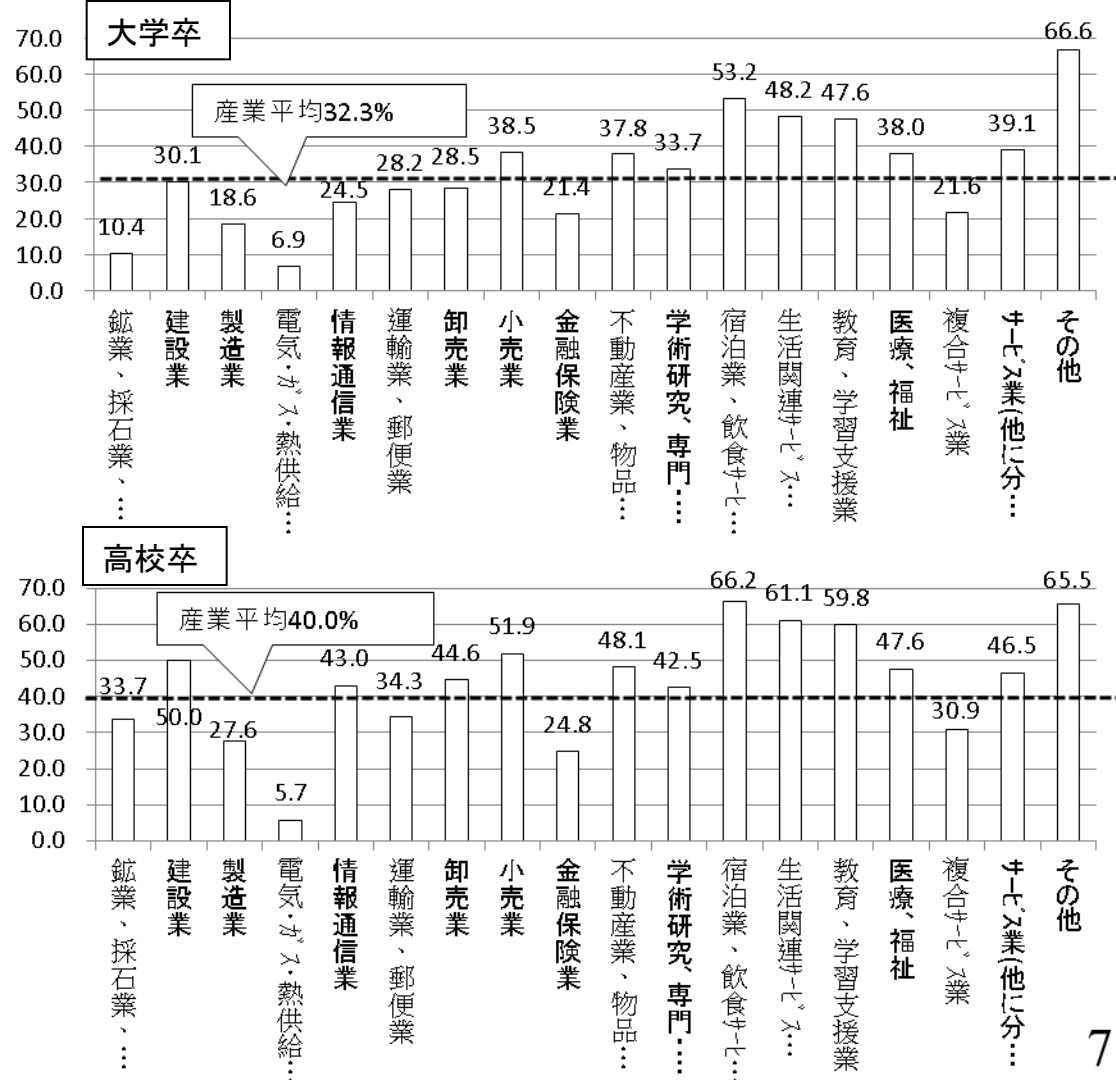 大学卒
70.0
60.0
50.0
40.0
30.0
20.0
10.0
0.0
産業平均32.3%
10.4
30.1
18.6
6.9
24.5
28.2
28.5
38.5
21.4
37.8
33.7
53.2
48.2
47.6
38.0
21.6
39.1
66.6
鉱業、採石業、…
建設業
製造業
電気・ガス・熱供給…
情報通信業
運輸業、郵便業
卸売業
小売業
金融保険業
不動産業、物品…
学術研究、専門…
宿泊業、飲食サービ…
生活関連サービス…
教育、学習支援業
医療、福祉
複合サービス業
サービス業(他に分…
その他
高校卒
70.0
60.0
50.0
40.0
30.0
20.0
10.0
0.0
産業平均40.0%
33.7
50.0
27.6
5.7
43.0
34.3
44.6
51.9
24.8
48.1
42.5
66.2
61.1
59.8
47.6
30.9
46.5
65.5
鉱業、採石業、…
建設業
製造業
電気・ガス・熱供給…
情報通信業
運輸業、郵便業
卸売業
小売業
金融保険業
不動産業、物品…
学術研究、専門…
宿泊業、飲食サービ…
生活関連サービス…
教育、学習支援業
医療、福祉
複合サービス業
サービス業(他に分…
その他
7